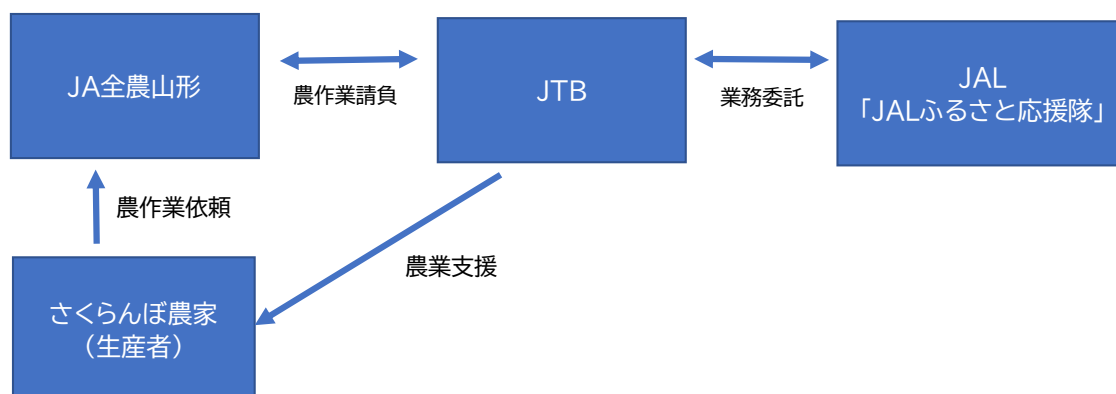 JA全農山形
農作業請負
JTB
業務委託
JAL
「JALふるさと応援隊」
農作業依頼
農業支援
さくらんぼ農家
（生産者）